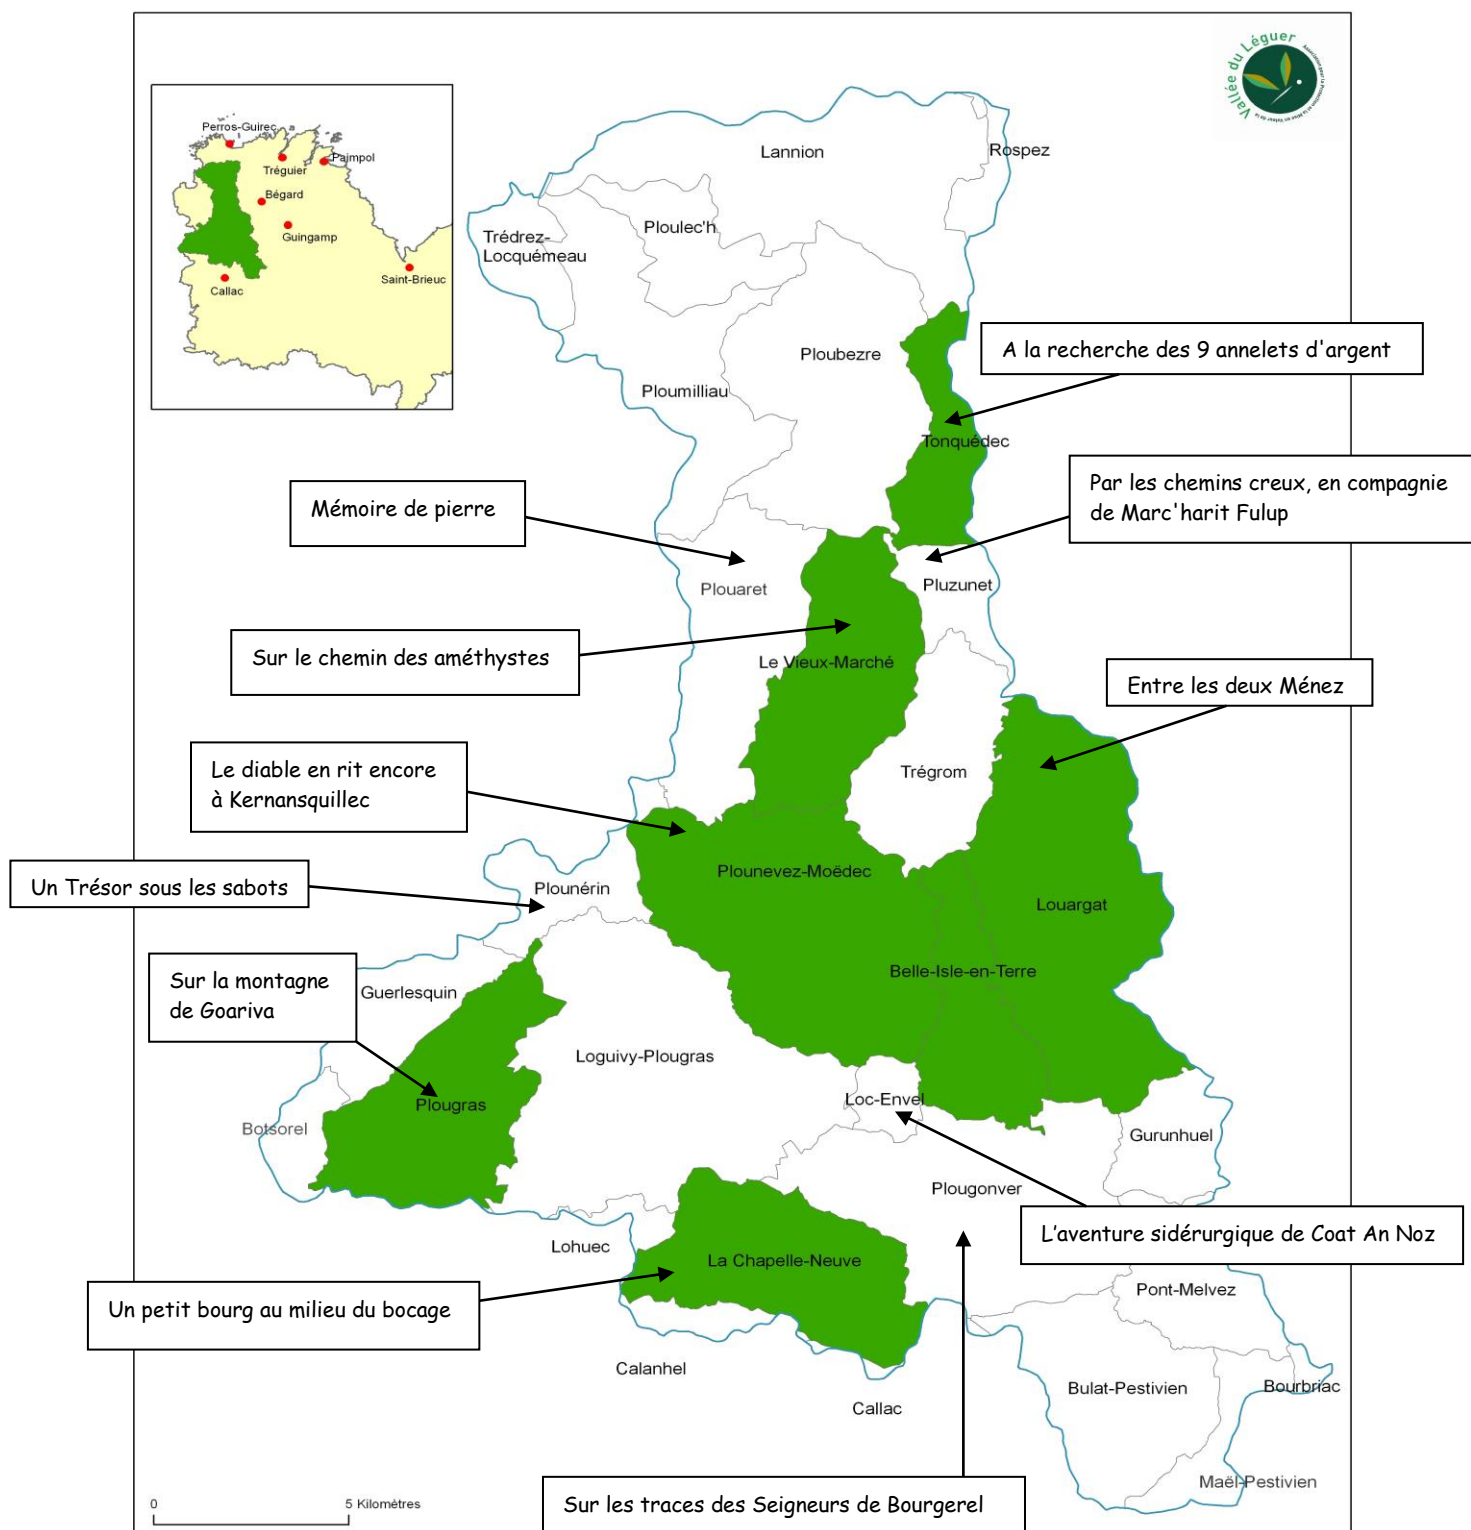 Vallée du Léguer
Perros-Guirec
Paimpol
Tréguier
Bégard
Guingamp
Saint-Brieuc
Callac
Lannion
Rospez
Ploulec'h
Trédrez-
Locquémeau
Ploubezre
A la recherche des 9 annelets d'argent
Ploumilliau
Tonquédec
Par les chemins creux, en compagnie
de Marc'harit Fulup
Mémoire de pierre
Plouaret
Pluzunet
Sur le chemin des améthystes
Le Vieux-Marché
Entre les deux Ménez
Le diable en rit encore
à Kernansquillec
Trégrom
Plounevez-Moëdec
Un Trésor sous les sabots
Plounérin
Louargat
Sur la montagne
de Goariva
Guerlesquin
Belle-Isle-en-Terre
Loguivy-Plougras
Plougras
Loc-Envel
Botsorel
Gurunhuel
Plougonver
L'aventure sidérurgique de Coat An Noz
Lohuec
La Chapelle-Neuve
Un petit bourg au milieu du bocage
Pont-Melvez
Calanhel
Bulat-Pestivien
Bourbriac
Callac
Maël-Pestivien
Sur les traces des Seigneurs de Bourgerel
0 5 Kilomètres